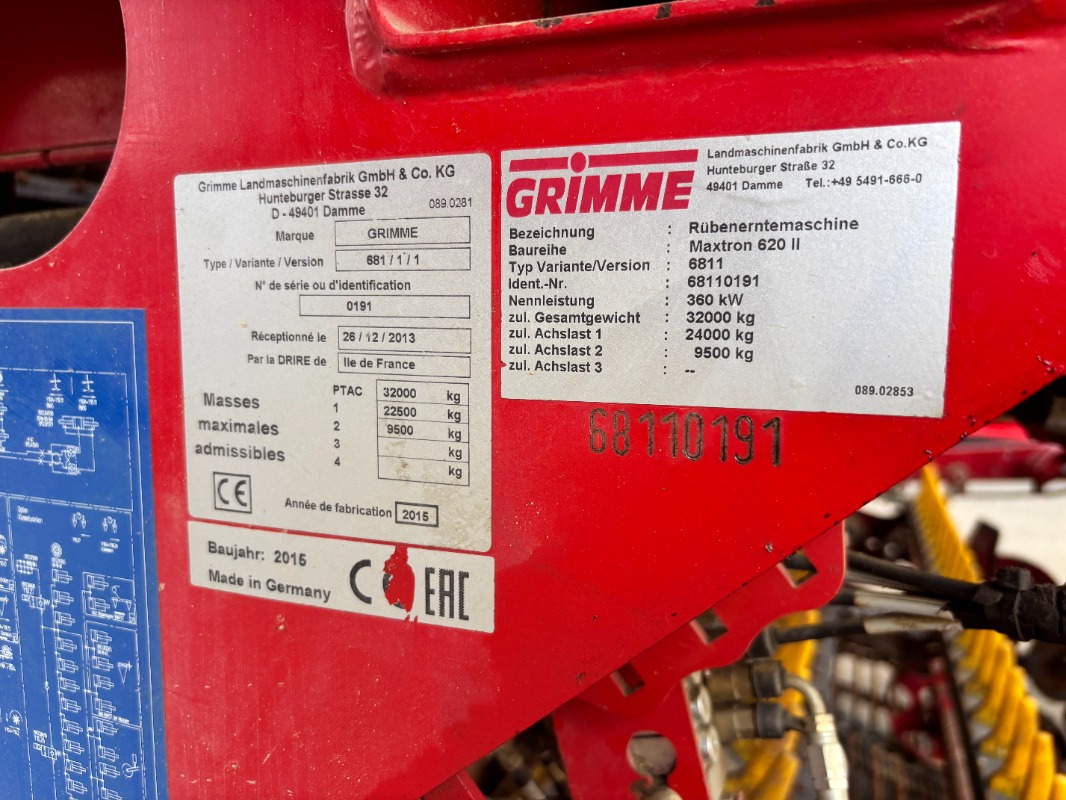 Grimme Landmaschinenfabrik GmbH & Co. KG
Hunteburger Strasse 32
D - 49401 Damme 089.0281
Marque GRIMME
Type / Variante / Version 681 / 1 / 1
N° de série ou d'identification
0191
Réceptionné le 26 / 12 / 2013
Par la DRIRE de Ile de France
Masses maximales admissibles
PTAC 32000 kg
1 22500 kg
2 9500 kg
3 kg
4 kg
CE Année de fabrication 2015
Baujahr: 2015
Made in Germany
C EAC
GRIMME
Landmaschinenfabrik GmbH & Co.KG
Hunteburger Straße 32
49401 Damme Tel.:+49 5491-666-0
Bezeichnung : Rübenerntemaschine
Baureihe : Maxtron 620 II
Typ Variante/Version : 6811
Ident.-Nr. : 68110191
Nennleistung : 360 kW
zul. Gesamtgewicht : 32000 kg
zul. Achslast 1 : 24000 kg
zul. Achslast 2 : 9500 kg
zul. Achslast 3 : --
089.02853
68110191